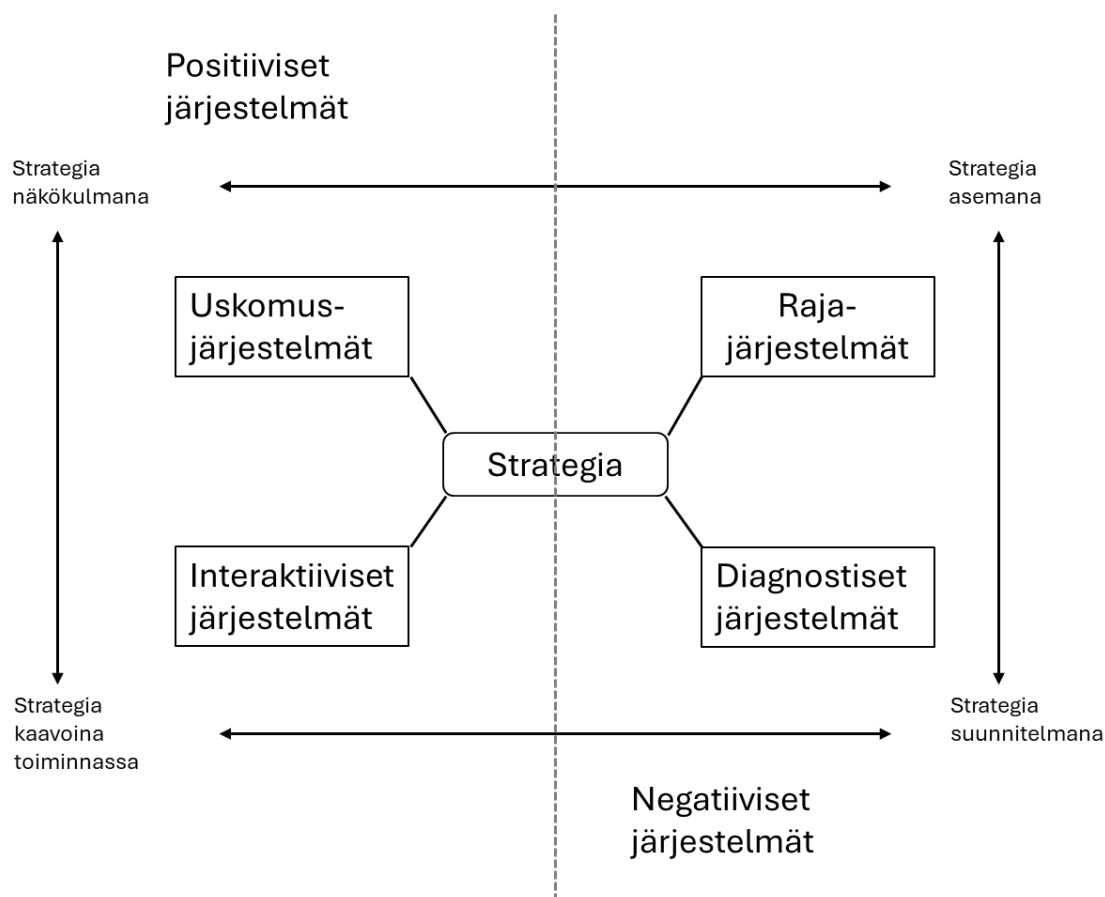 Positiiviset
järjestelmät
Strategia
näkökulmana
Strategia
asemana
Uskomus-
järjestelmät
Raja-
järjestelmät
Strategia
Interaktiiviset
järjestelmät
Diagnostiset
järjestelmät
Strategia
kaavoina
toiminnassa
Strategia
suunnitelmana
Negatiiviset
järjestelmät